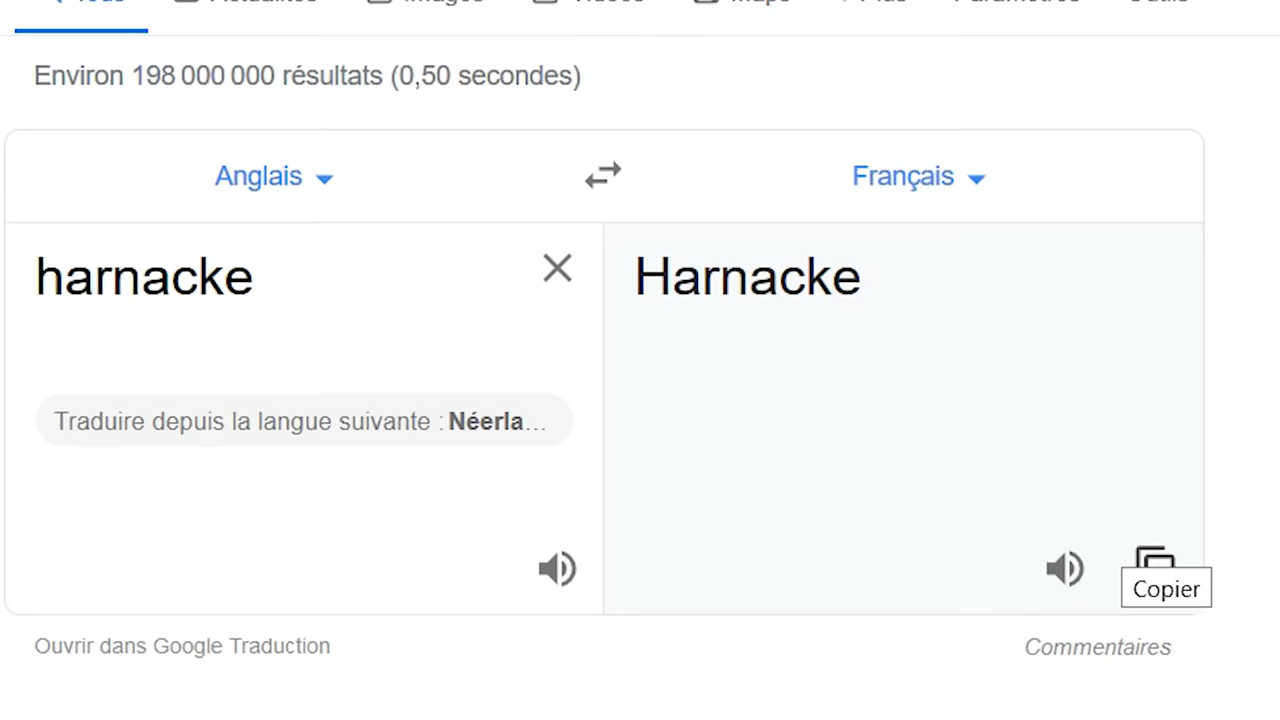 Environ 198 000 000 résultats (0,50 secondes)
Anglais
Français
harnacke
Harnacke
Traduire depuis la langue suivante : Néerla...
Copier
Ouvrir dans Google Traduction
Commentaires